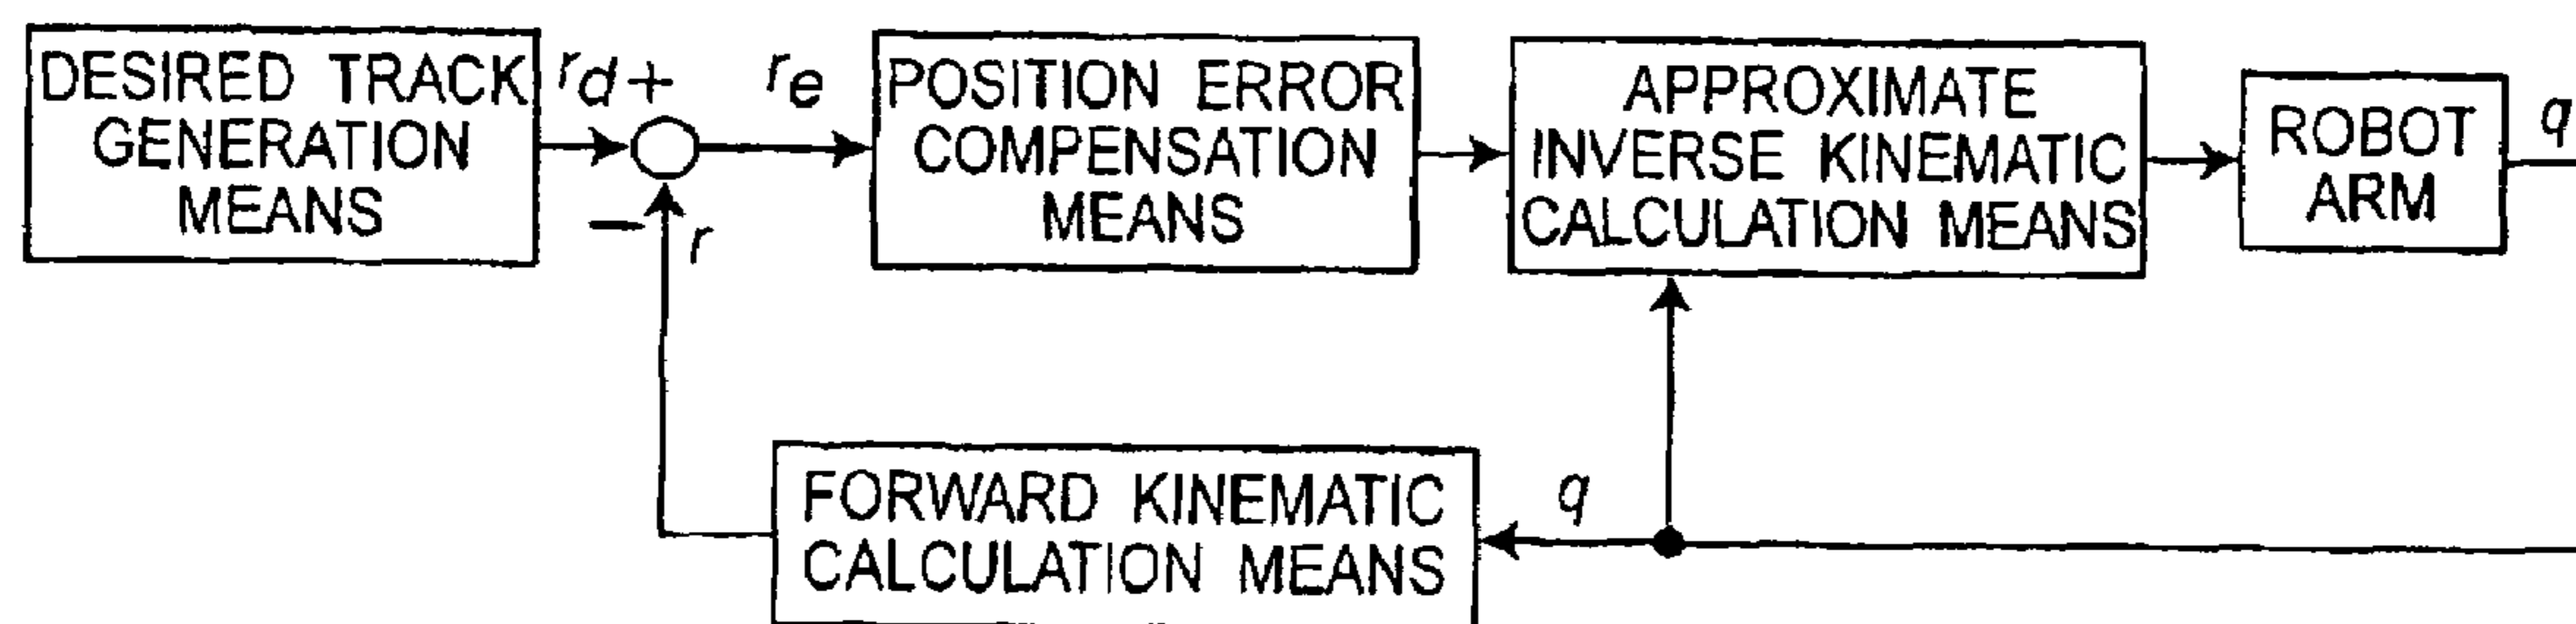 DESIRED TRACK
GENERATION
MEANS
rd +
re
POSITION ERROR
COMPENSATION
MEANS
APPROXIMATE
INVERSE KINEMATIC
CALCULATION MEANS
ROBOT
ARM
q
− r
FORWARD KINEMATIC
CALCULATION MEANS
q